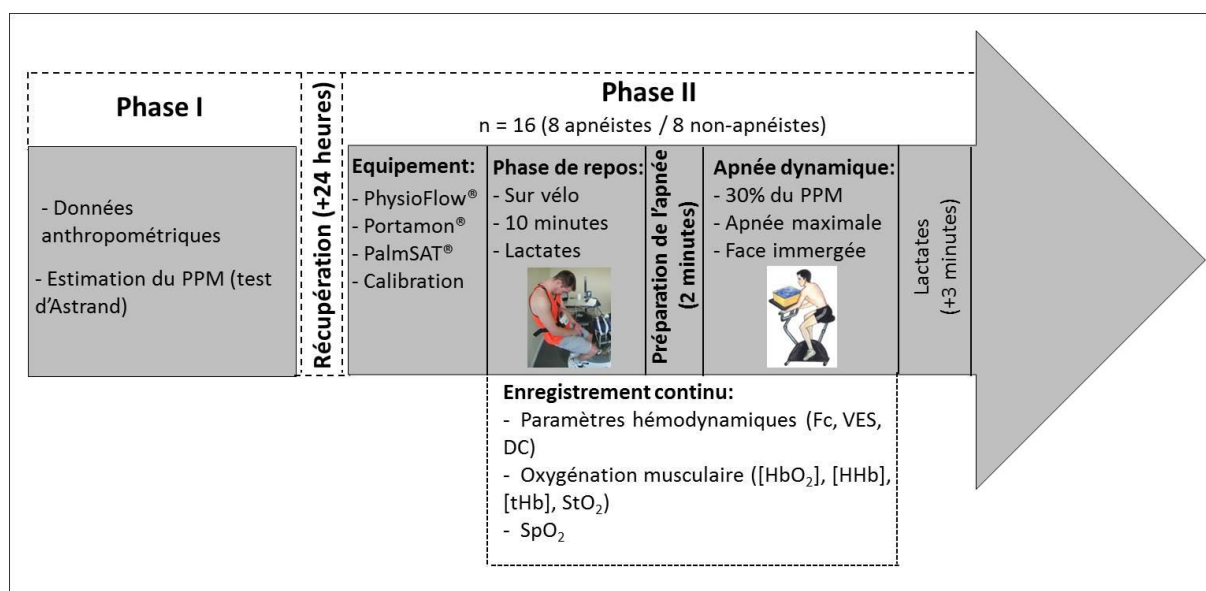 Phase I
- Données
anthropométriques
- Estimation du PPM (test
d'Astrand)
Récupération (+24 heures)
Phase II
n = 16 (8 apnéistes / 8 non-apnéistes)
Equipement:
- PhysioFlow®
- Portamon®
- PalmSAT®
- Calibration
Phase de repos:
- Sur vélo
- 10 minutes
- Lactates
Préparation de l'apnée
(2 minutes)
Apnée dynamique:
- 30% du PPM
- Apnée maximale
- Face immergée
Lactates
(+3 minutes)
Enregistrement continu:
- Paramètres hémodynamiques (Fc, VES,
DC)
- Oxygénation musculaire ([HbO₂], [HHb],
[tHb], StO₂)
- SpO₂